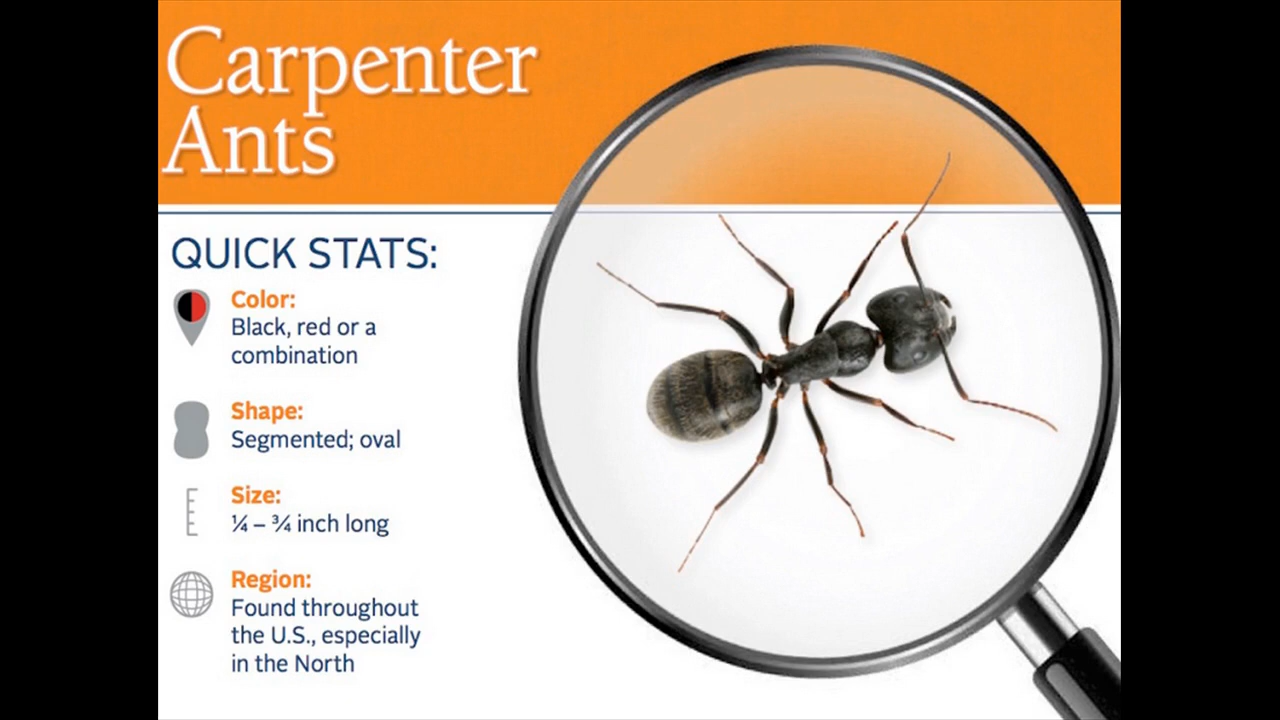 Carpenter
Ants
QUICK STATS:
Color:
Black, red or a
combination
Shape:
Segmented; oval
Size:
¼ – ¾ inch long
Region:
Found throughout
the U.S., especially
in the North